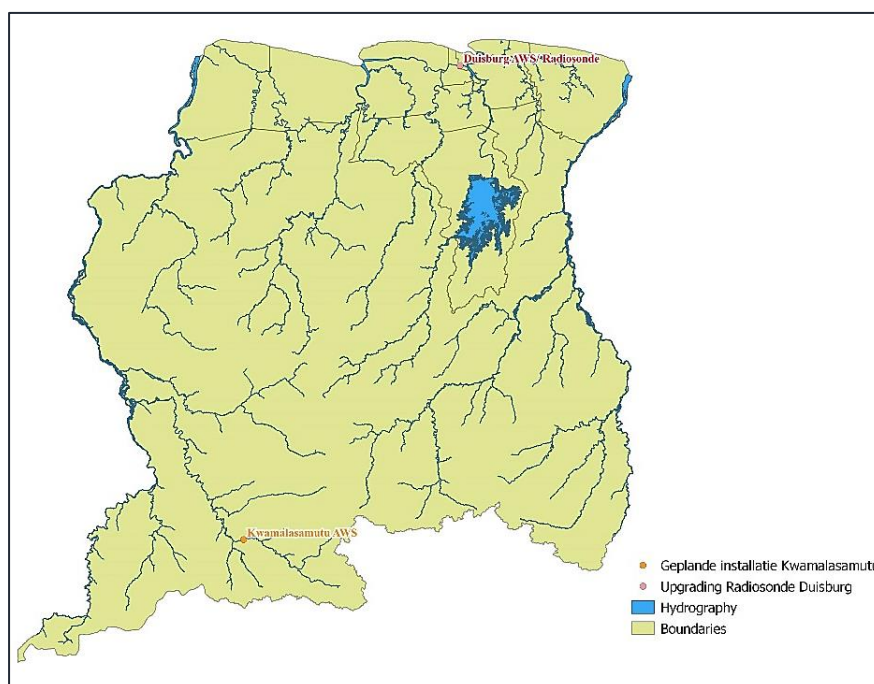 Duisburg AWS/ Radiosonde
Kwamalasamutu AWS
Geplande installatie Kwamalasamutu
Upgrading Radiosonde Duisburg
Hydrography
Boundaries